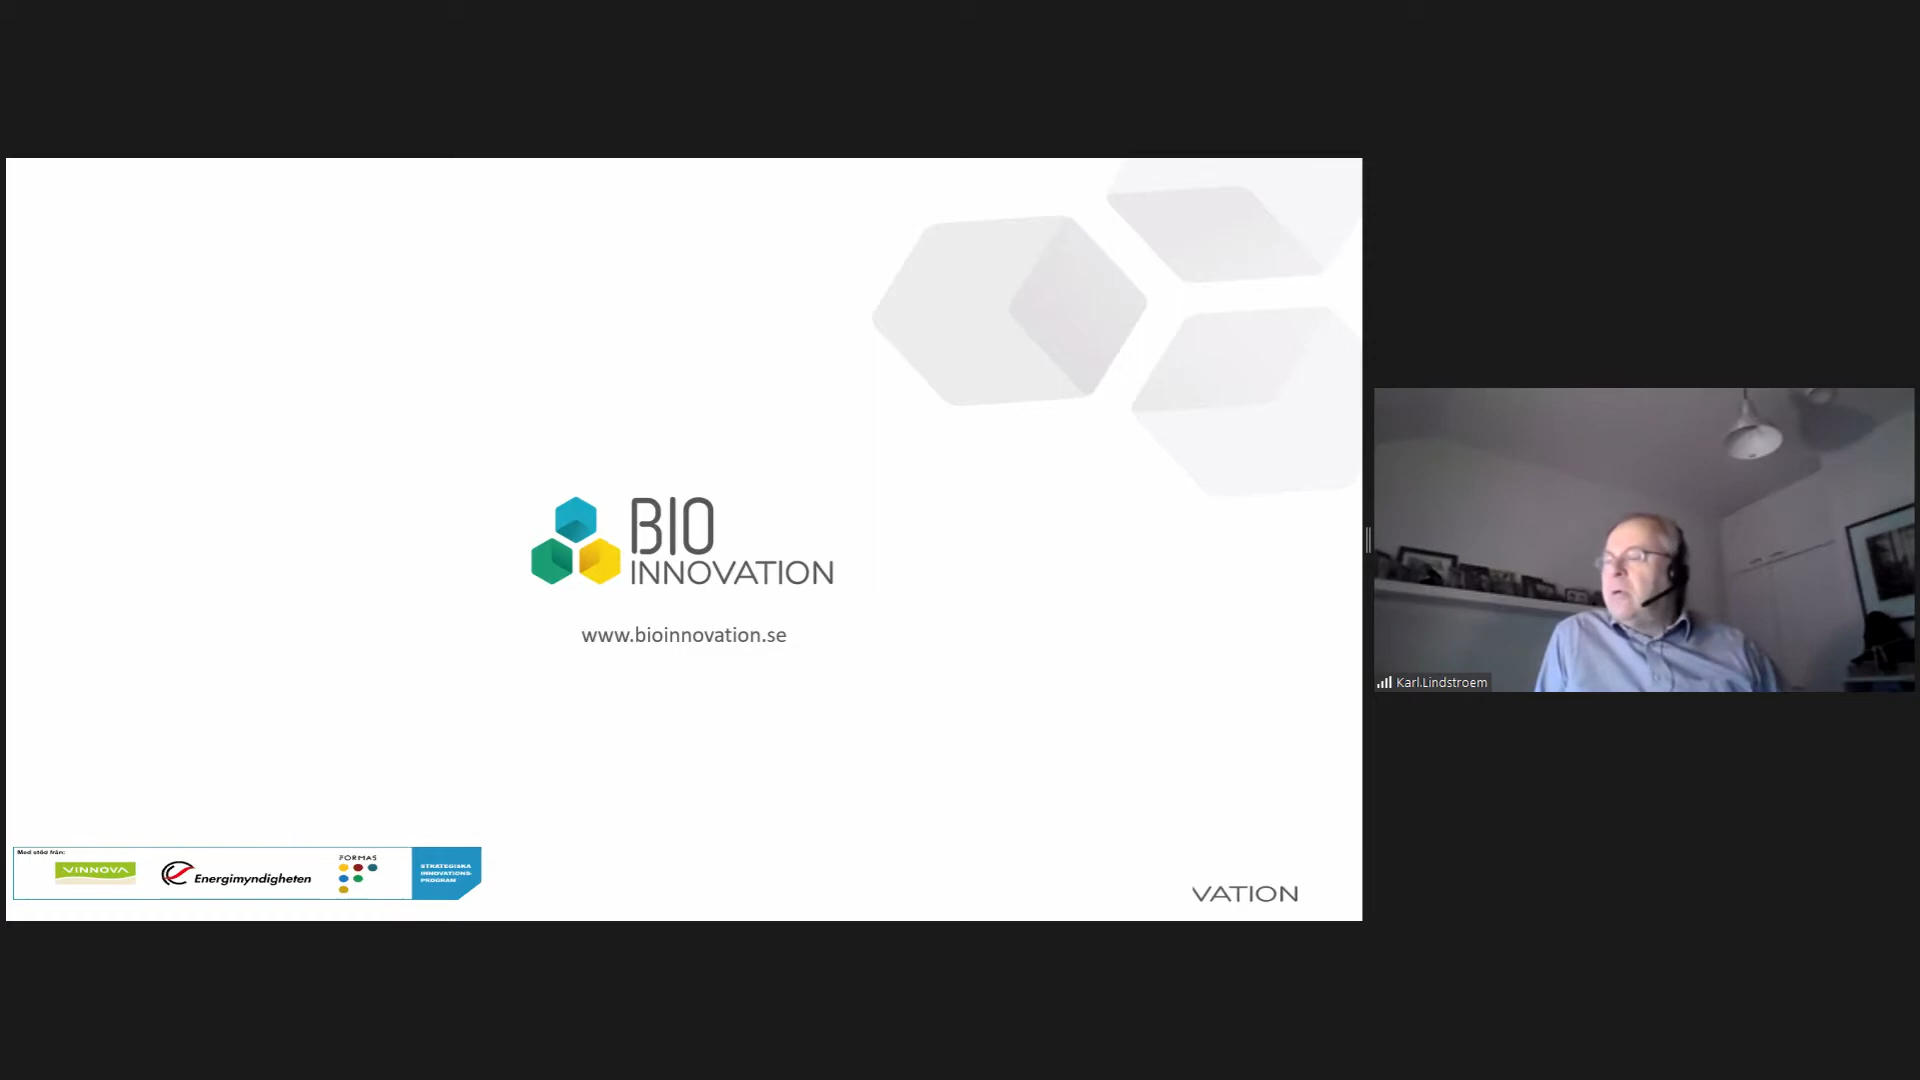 BIO
INNOVATION
www.bioinnovation.se
Karl.Lindstroem
Med stöd från:
VINNOVA
Energimyndigheten
FORMAS
STRATEGISKA
INNOVATIONS-
PROGRAM
VATION